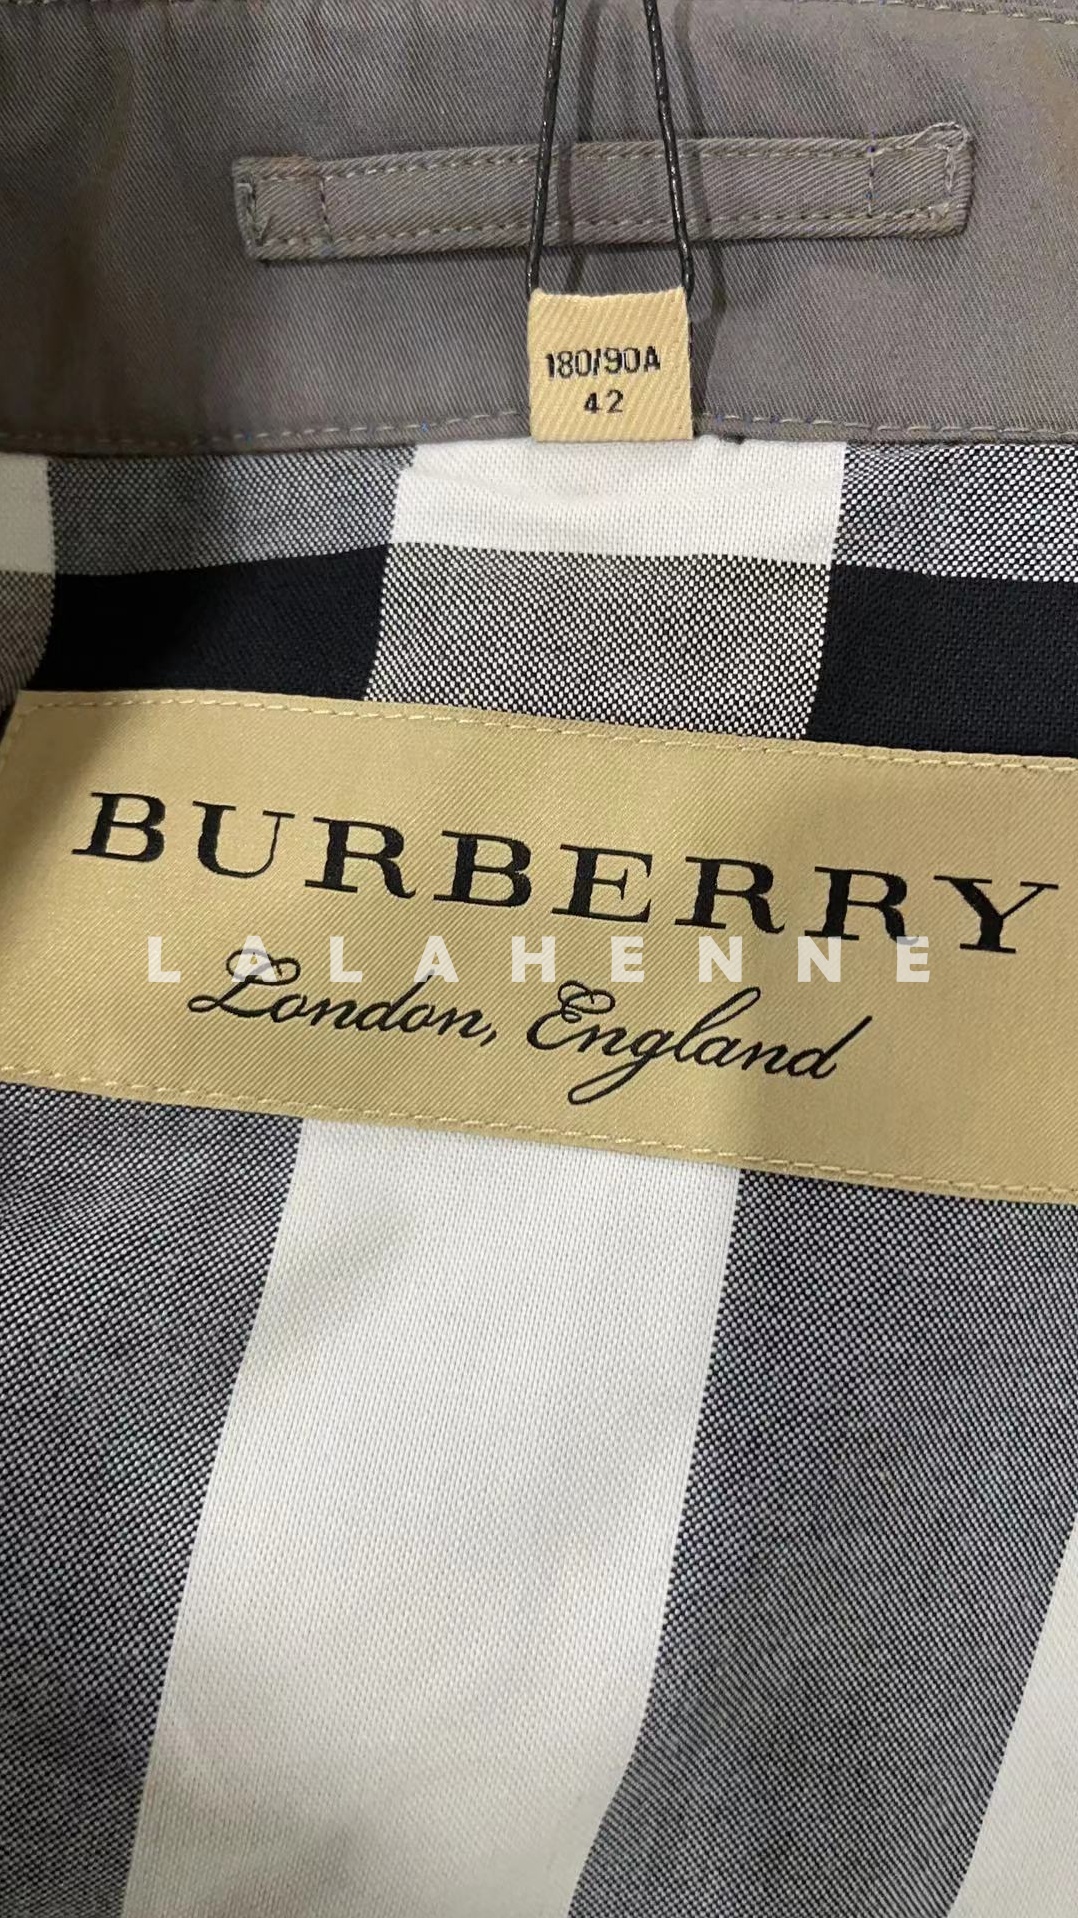 180/90A
42
BURBERRY
LALAHENNE
London, England